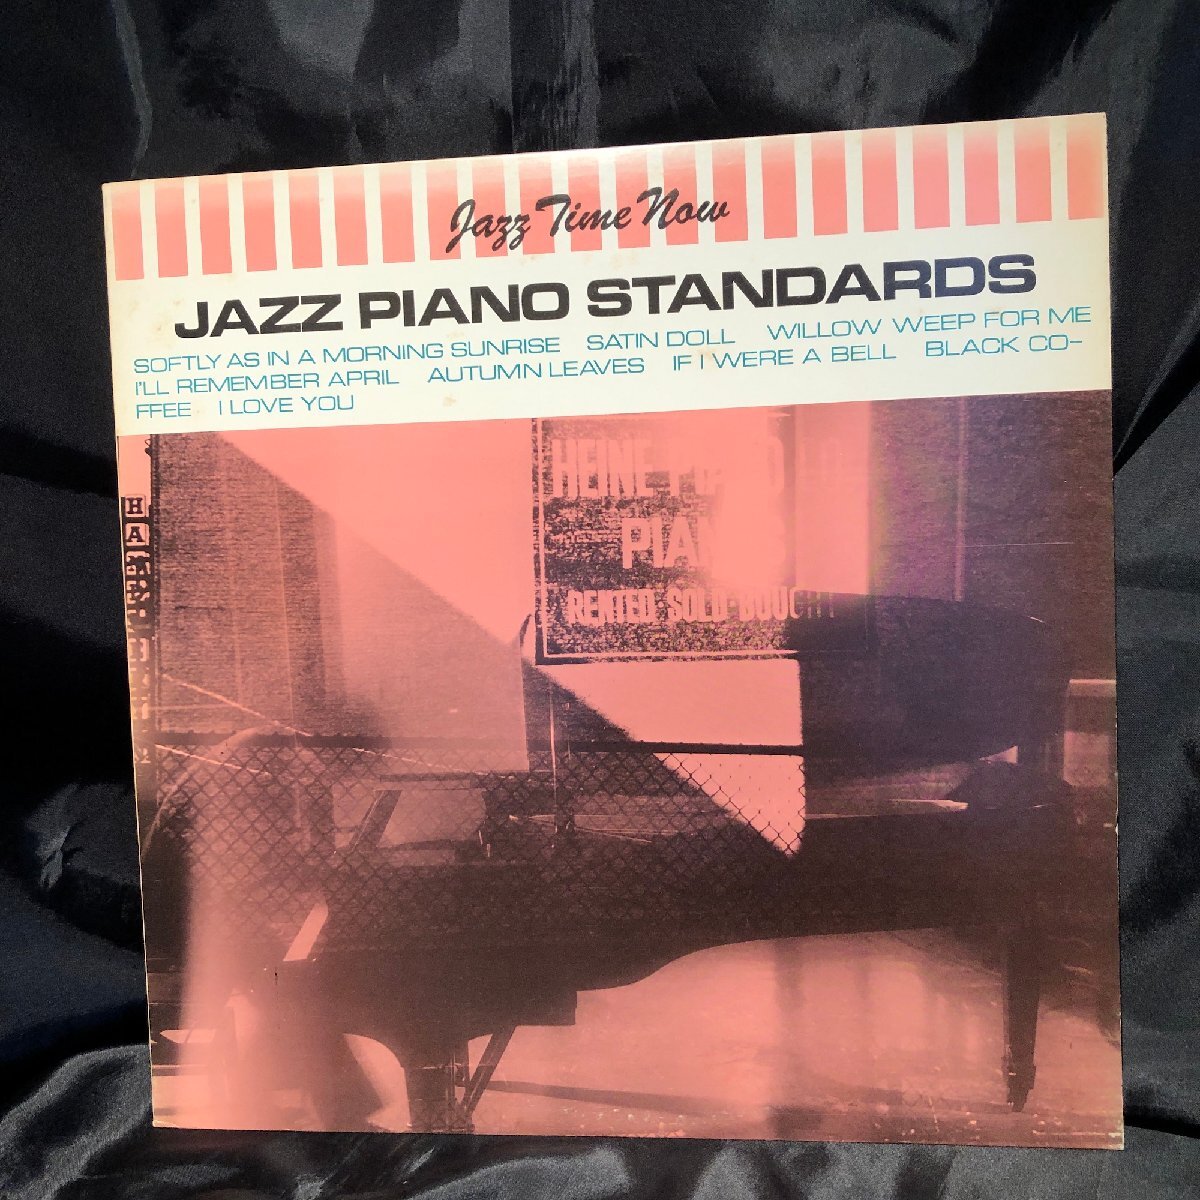 Jazz Time Now
JAZZ PIANO STANDARDS
SOFTLY AS IN A MORNING SUNRISE SATIN DOLL WILLOW WEEP FOR ME
I'LL REMEMBER APRIL AUTUMN LEAVES IF I WERE A BELL BLACK CO-
FFEE I LOVE YOU
HEINE
RENTED·SOLD·BOUGHT
H
A